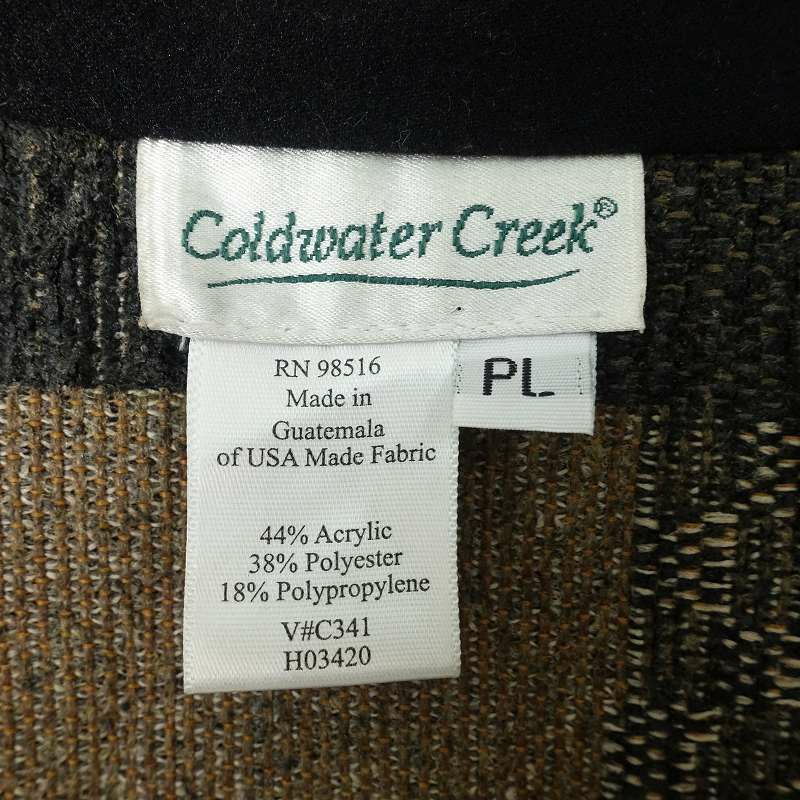 Coldwater Creek®
PL
RN 98516
Made in
Guatemala
of USA Made Fabric
44% Acrylic
38% Polyester
18% Polypropylene
V#C341
H03420